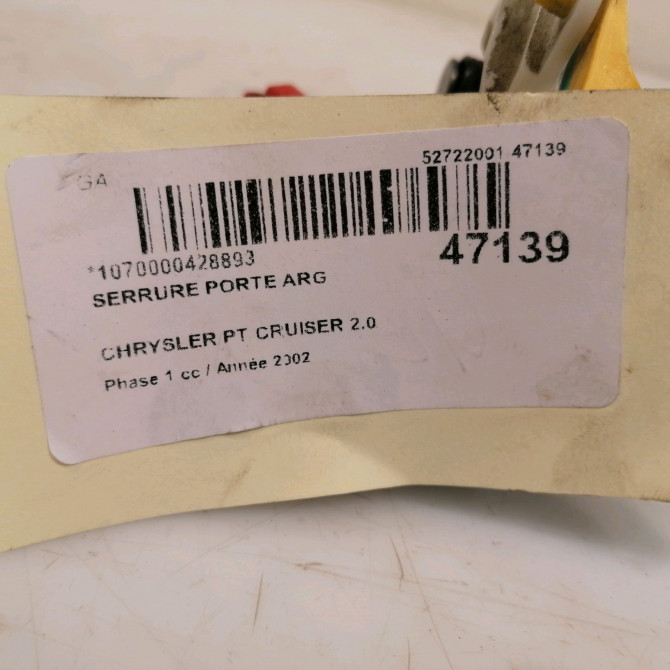 GA
52722001 47139
*1070000428893
47139
SERRURE PORTE ARG
CHRYSLER PT CRUISER 2.0
Phase 1 cc / Année 2002